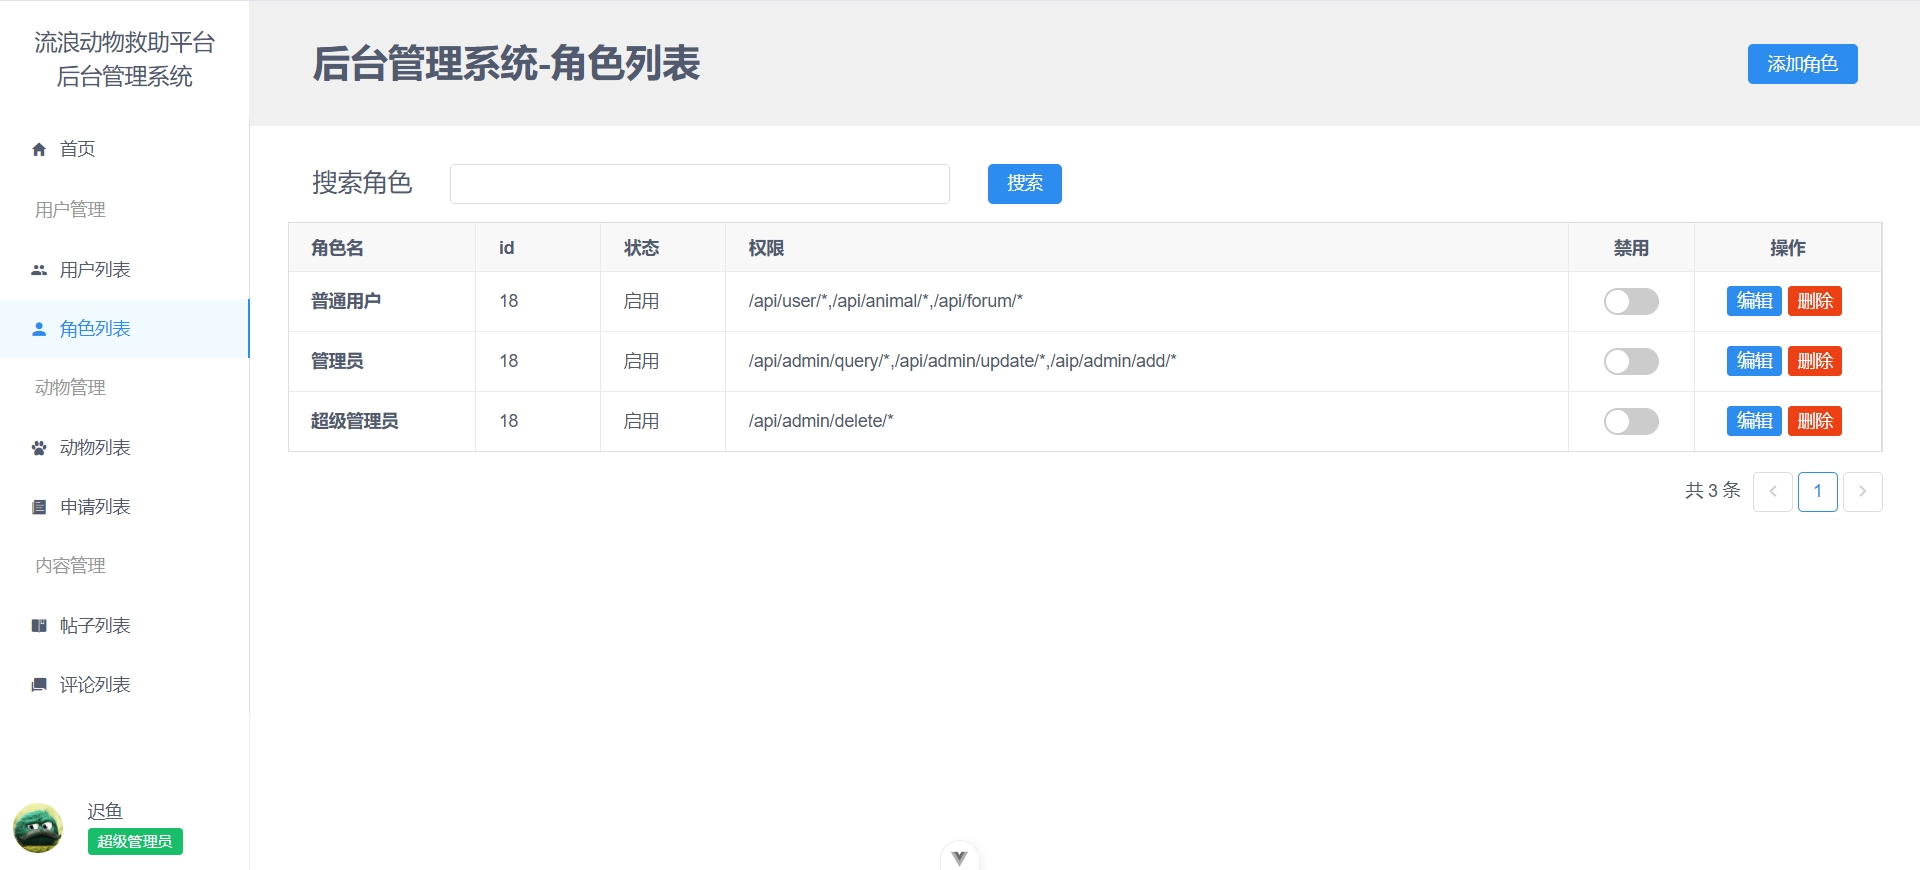 流浪动物救助平台
后台管理系统
首页
用户管理
用户列表
角色列表
动物管理
动物列表
申请列表
内容管理
帖子列表
评论列表
迟鱼
超级管理员
后台管理系统-角色列表
添加角色
搜索角色
搜索
角色名 id 状态 权限 禁用 操作
普通用户 18 启用 /api/user/*,/api/animal/*,/api/forum/* 编辑 删除
管理员 18 启用 /api/admin/query/*,/api/admin/update/*,/aip/admin/add/* 编辑 删除
超级管理员 18 启用 /api/admin/delete/* 编辑 删除
共 3 条 1